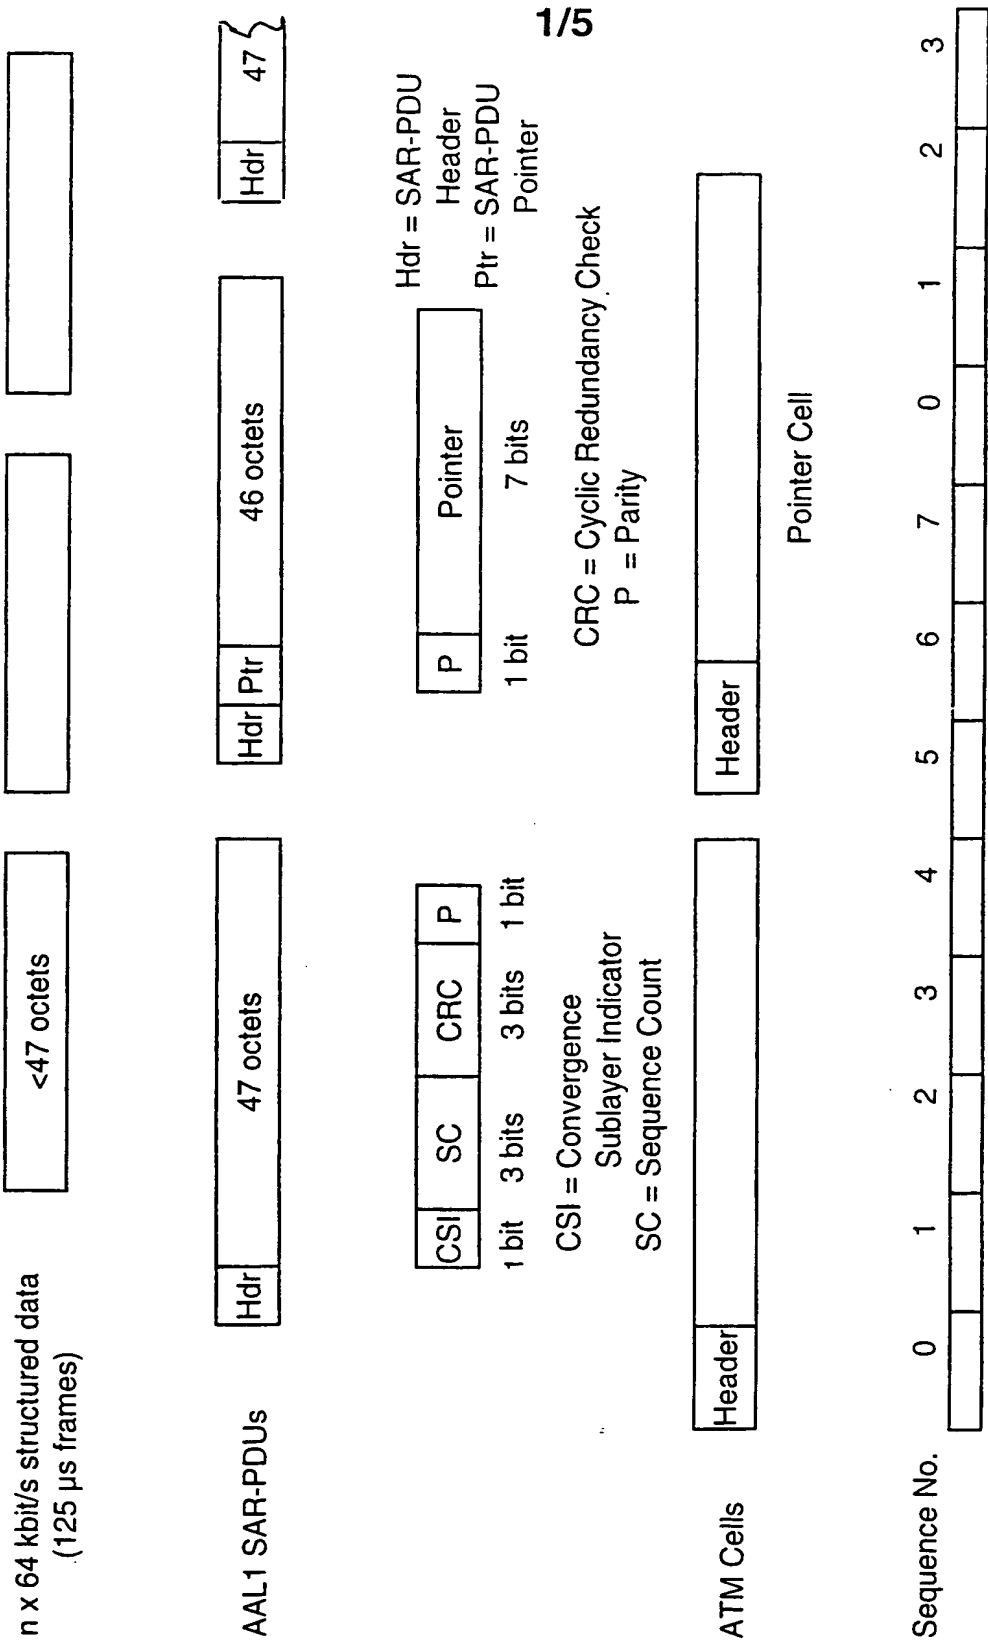 1/5
n x 64 kbit/s structured data
(125 µs frames)
<47 octets
AAL1 SAR-PDUs
Hdr
47 octets
Hdr
Ptr
46 octets
Hdr
47
CSI
SC
CRC
P
1 bit
3 bits
3 bits
1 bit
P
Pointer
1 bit
7 bits
Hdr = SAR-PDU
Header
Ptr = SAR-PDU
Pointer
CSI = Convergence
Sublayer Indicator
SC = Sequence Count
CRC = Cyclic Redundancy Check
P = Parity
ATM Cells
Header
Header
Pointer Cell
Sequence No.
0 1 2 3 4 5 6 7 0 1 2 3